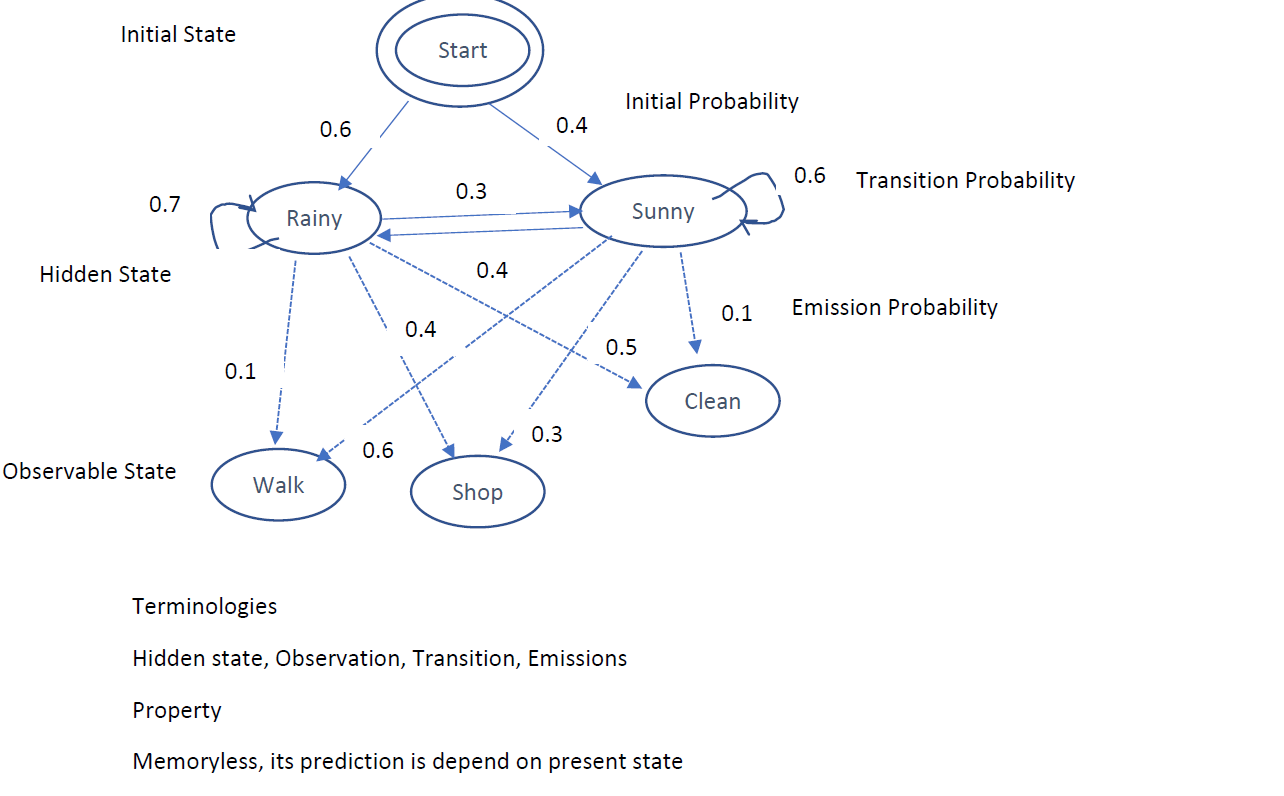 Initial State
Start
Initial Probability
0.6
0.4
0.7
Rainy
0.3
Sunny
0.6
Transition Probability
Hidden State
0.4
0.4
0.1
Emission Probability
0.1
0.5
Clean
0.6
0.3
Observable State
Walk
Shop
Terminologies
Hidden state, Observation, Transition, Emissions
Property
Memoryless, its prediction is depend on present state